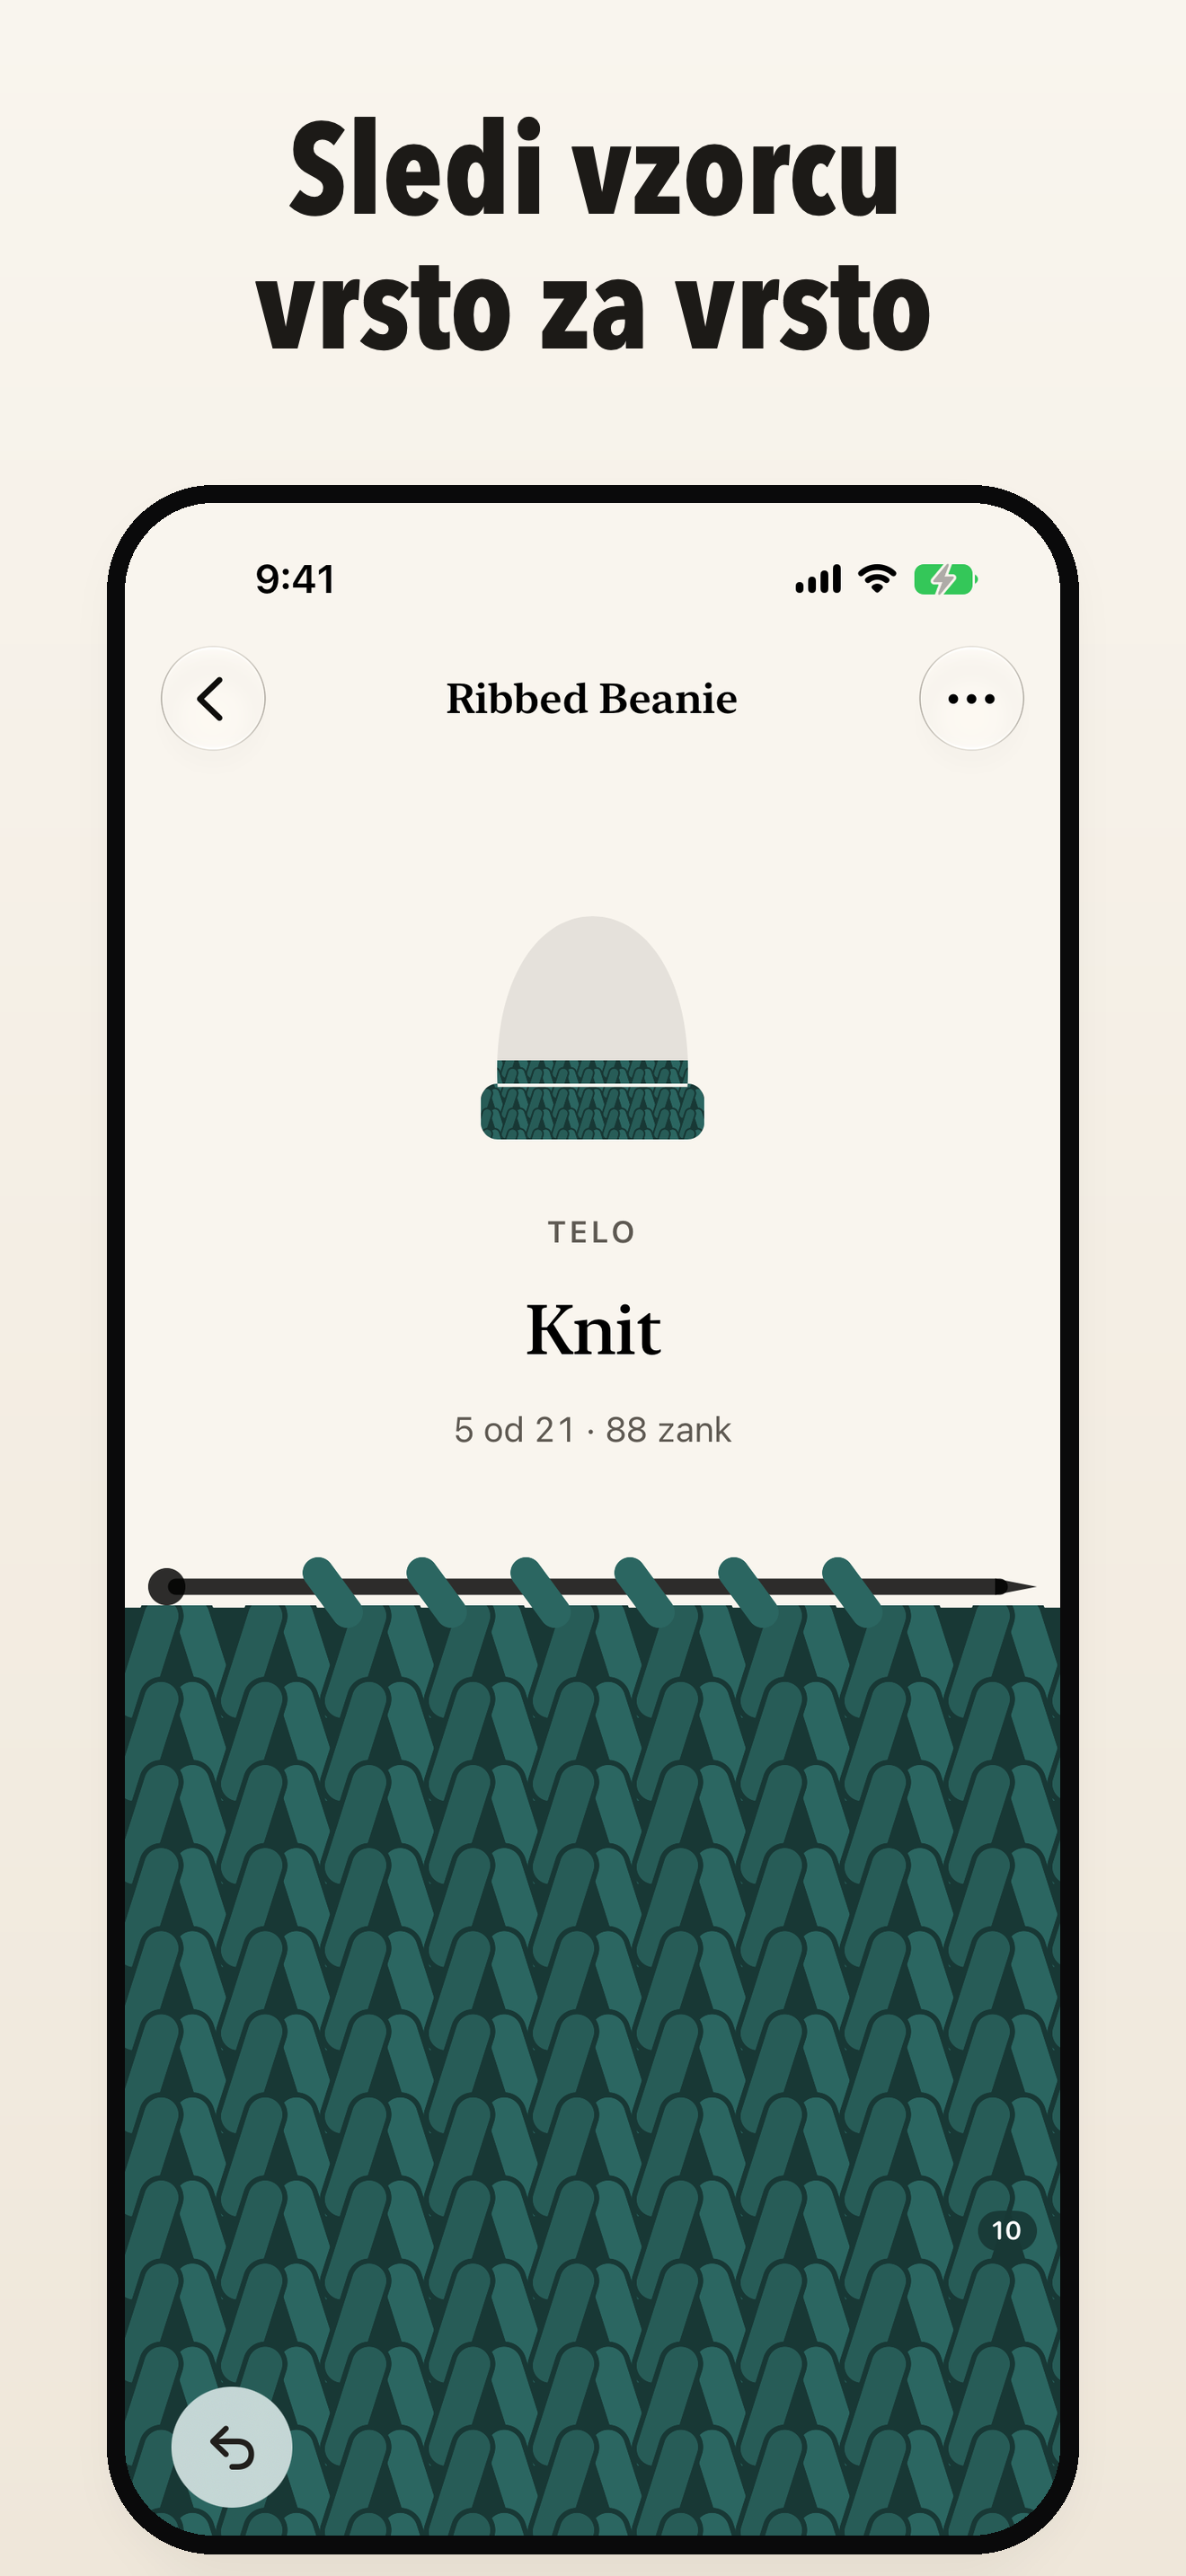 Sledi vzorcu
vrsto za vrsto
9:41
Ribbed Beanie
TELO
Knit
5 od 21 · 88 zank
10